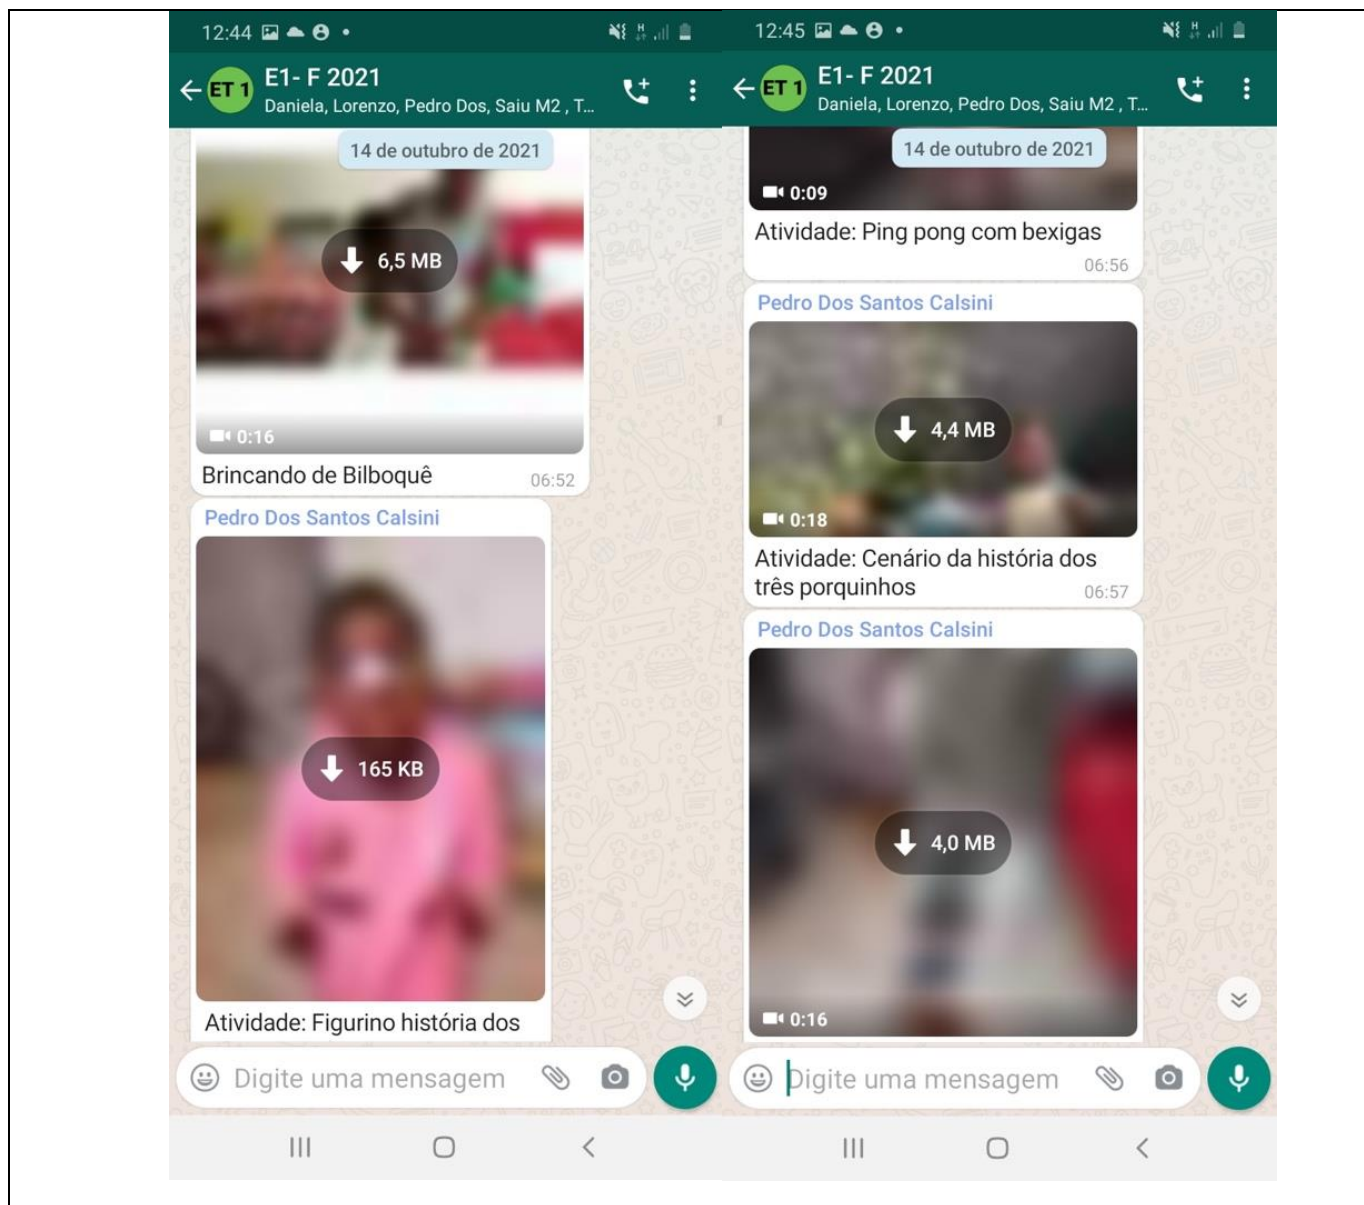 12:44
ET 1
E1- F 2021
Daniela, Lorenzo, Pedro Dos, Saiu M2 , T...
14 de outubro de 2021
6,5 MB
0:16
Brincando de Bilboquê
06:52
Pedro Dos Santos Calsini
165 KB
Atividade: Figurino história dos
Digite uma mensagem
12:45
ET 1
E1- F 2021
Daniela, Lorenzo, Pedro Dos, Saiu M2 , T...
14 de outubro de 2021
0:09
Atividade: Ping pong com bexigas
06:56
Pedro Dos Santos Calsini
4,4 MB
0:18
Atividade: Cenário da história dos
três porquinhos
06:57
Pedro Dos Santos Calsini
4,0 MB
0:16
Digite uma mensagem